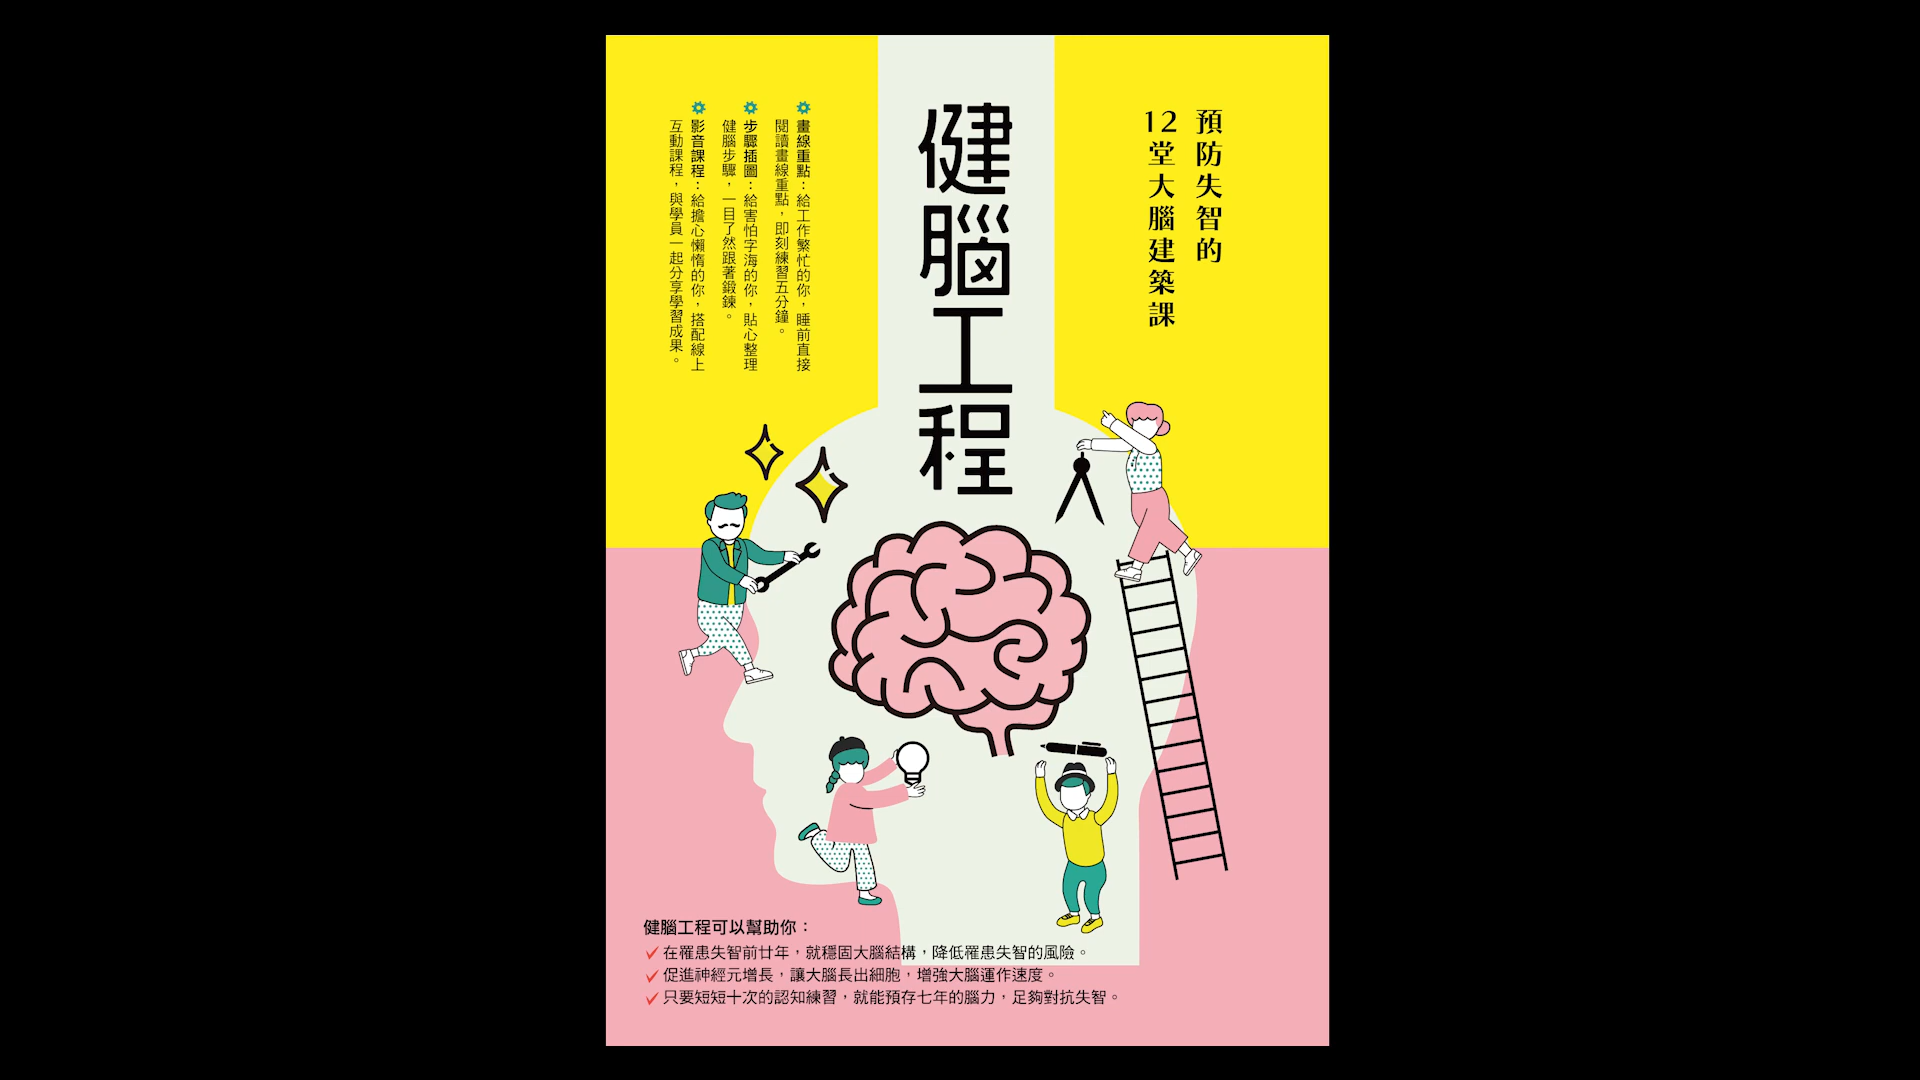 預防失智的
12堂大腦建築課
健腦工程
畫線重點：給工作繁忙的你，睡前直接
閱讀畫線重點，即刻練習五分鐘。
步驟插圖：給害怕字海的你，貼心整理
健腦步驟，一目了然跟著鍛鍊。
影音課程：給擔心懶惰的你，搭配線上
互動課程，與學員一起分享學習成果。
健腦工程可以幫助你：
在罹患失智前廿年，就穩固大腦結構，降低罹患失智的風險。
促進神經元增長，讓大腦長出細胞，增強大腦運作速度。
只要短短十次的認知練習，就能預存七年的腦力，足夠對抗失智。